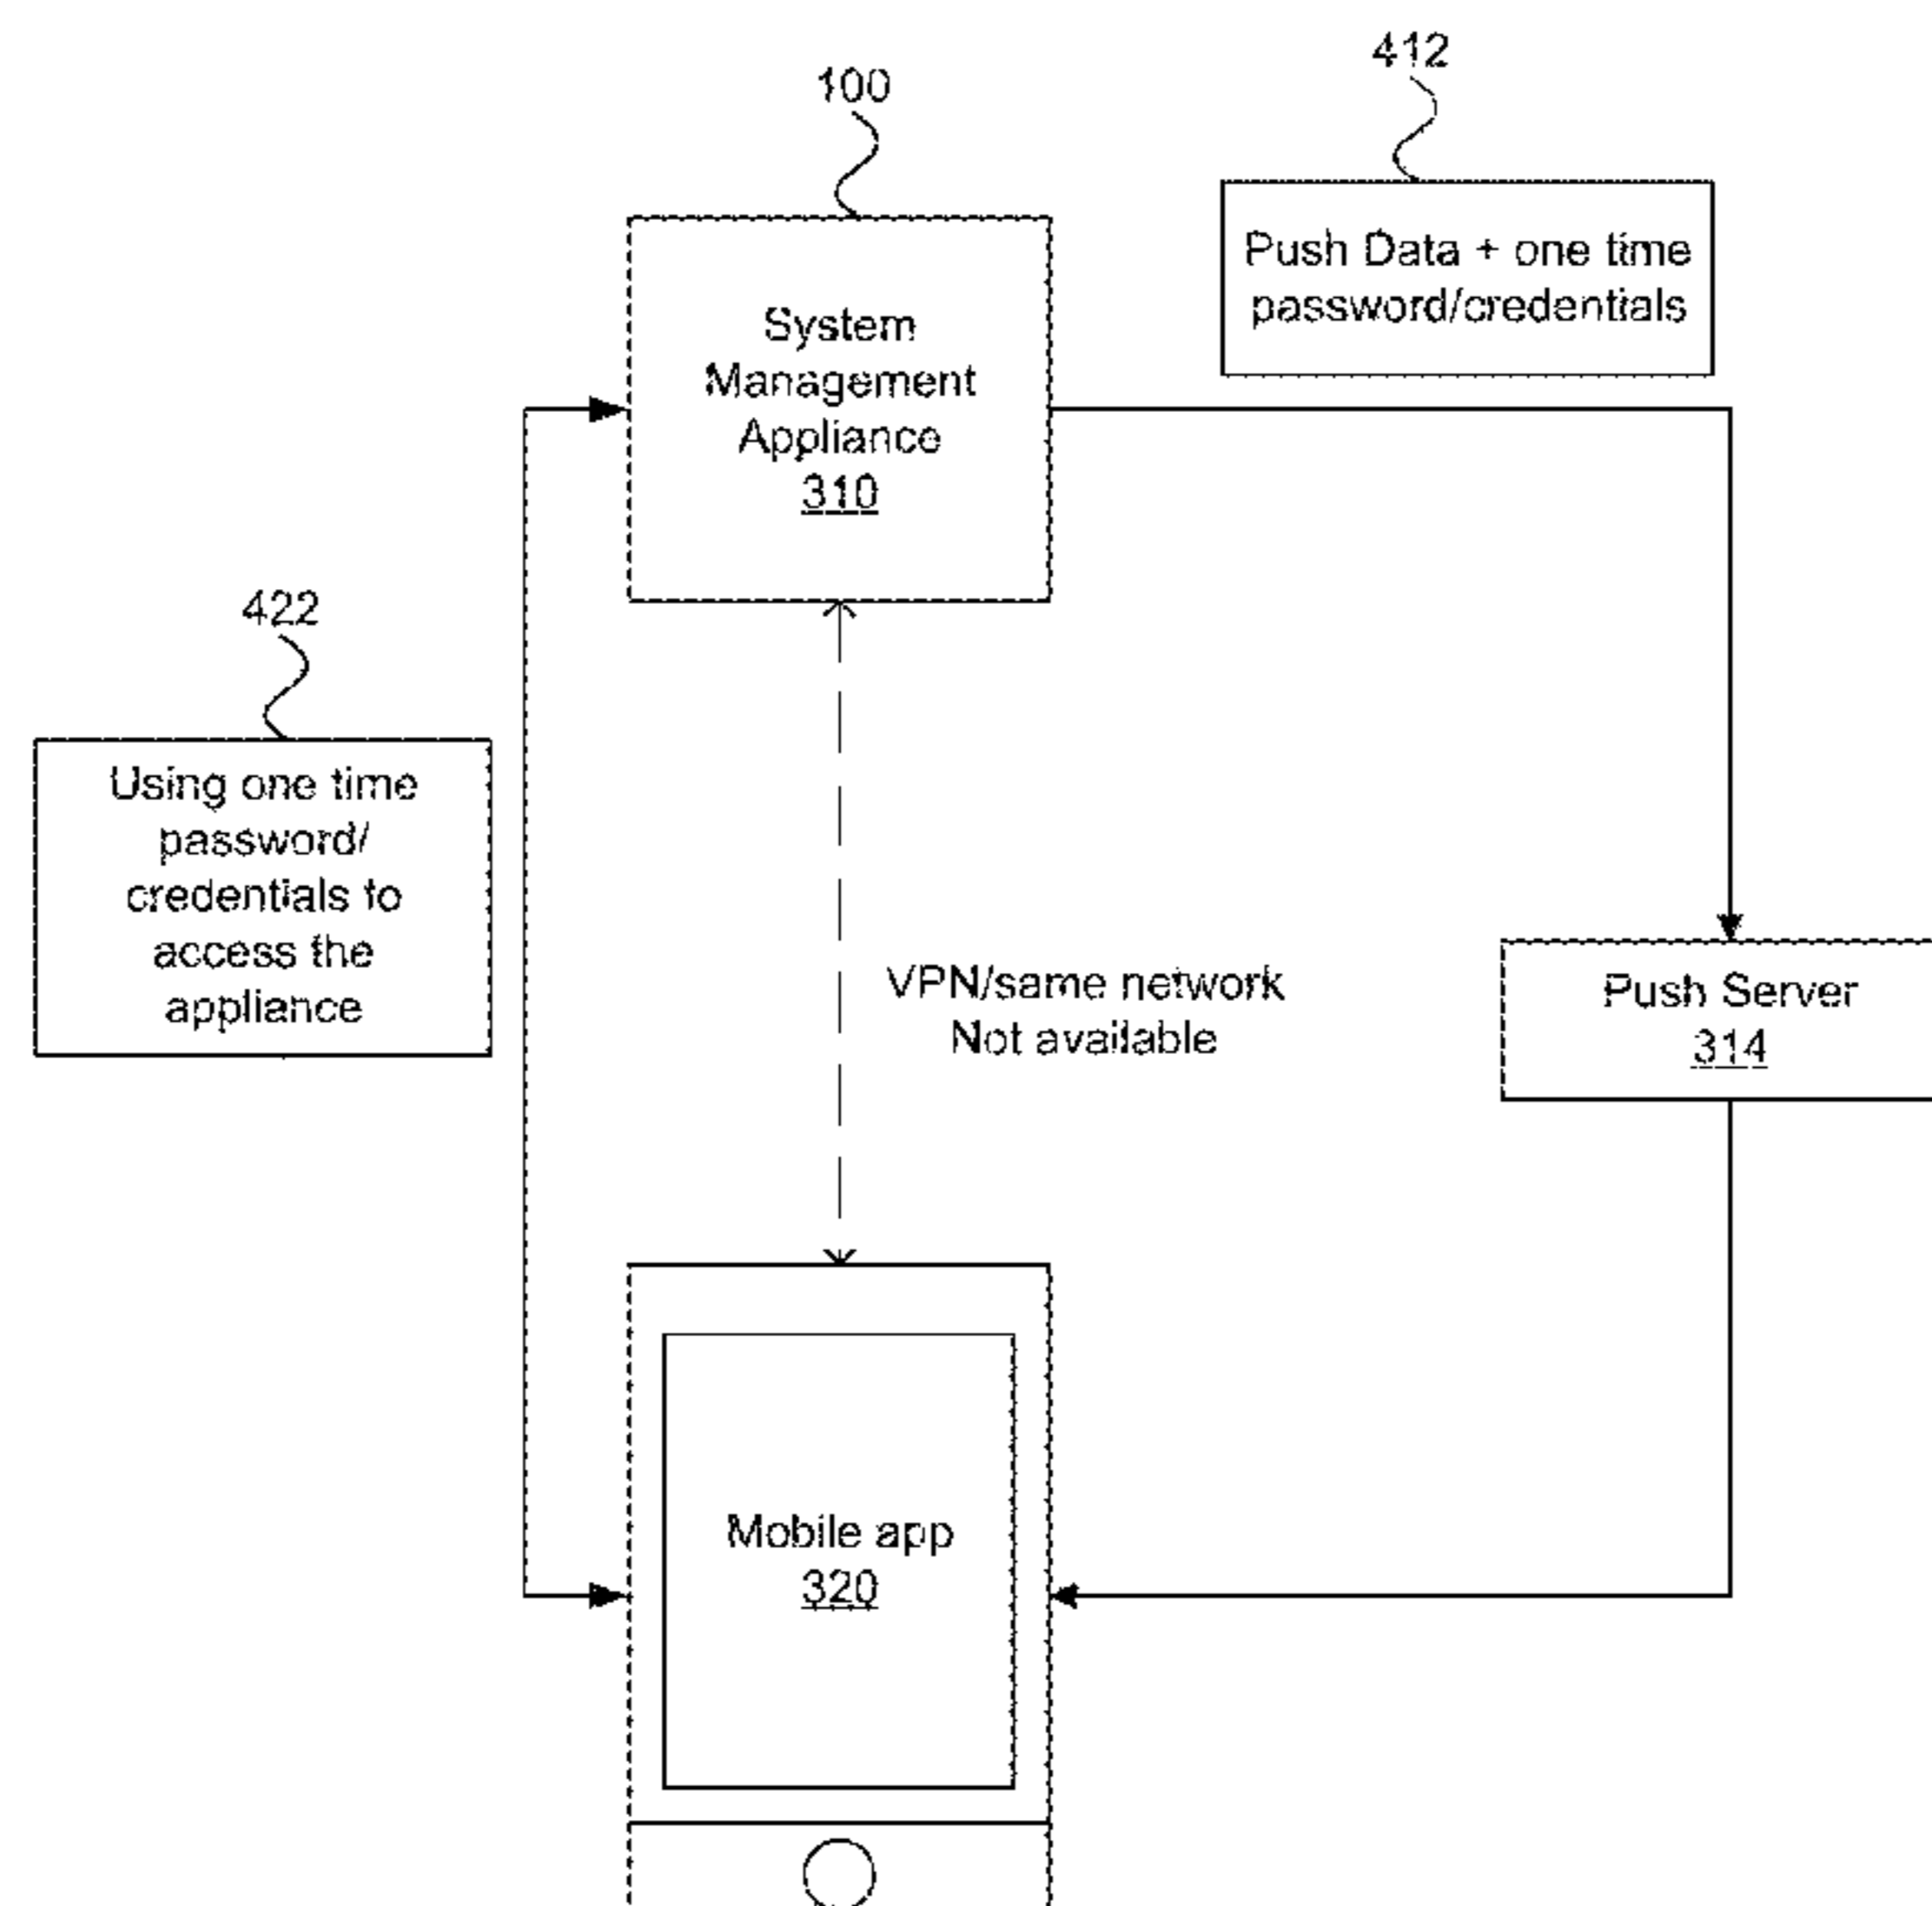 412
100
Push Data + one time
password/credentials
System
Management
Appliance
310
422
Using one time
password/
credentials to
access the
appliance
VPN/same network
Not available
Push Server
314
Mobile app
320